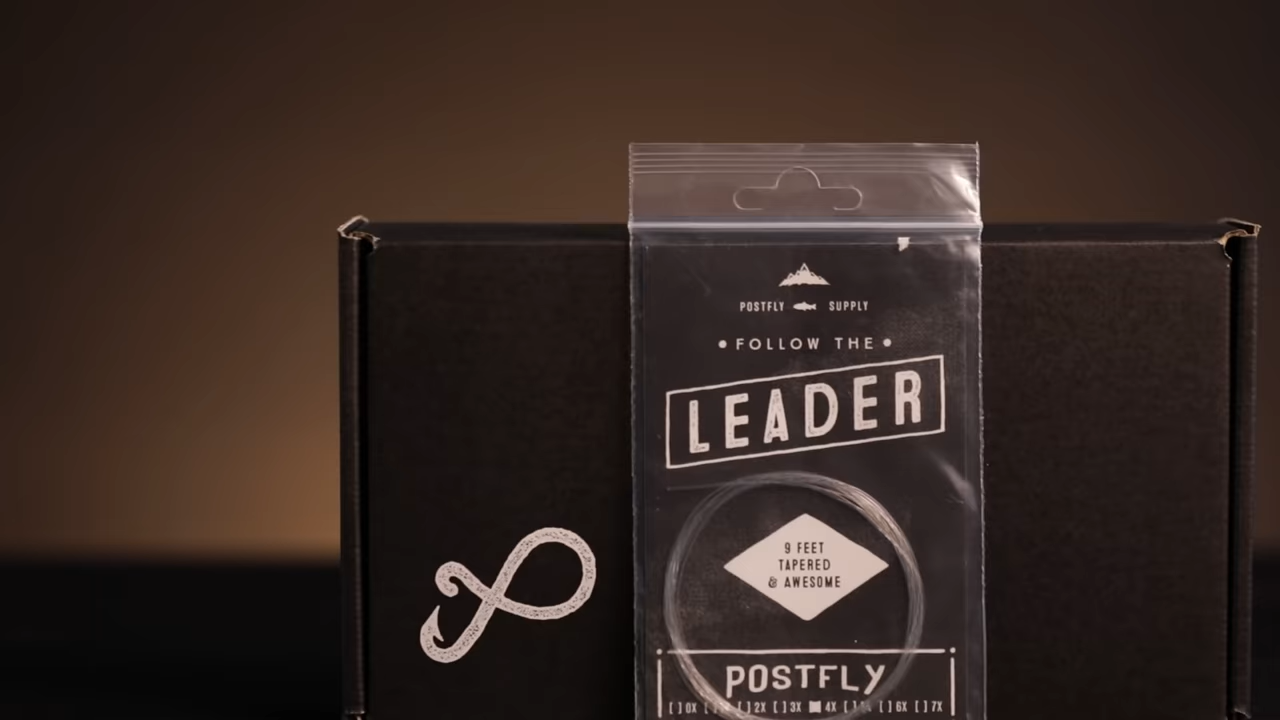 POSTFLY SUPPLY
• FOLLOW THE •
LEADER
9 FEET
TAPERED
& AWESOME
POSTFLY
[ ] 0X [ ] 2X [ ] 3X ■ 4X [ ] 6X [ ] 7X